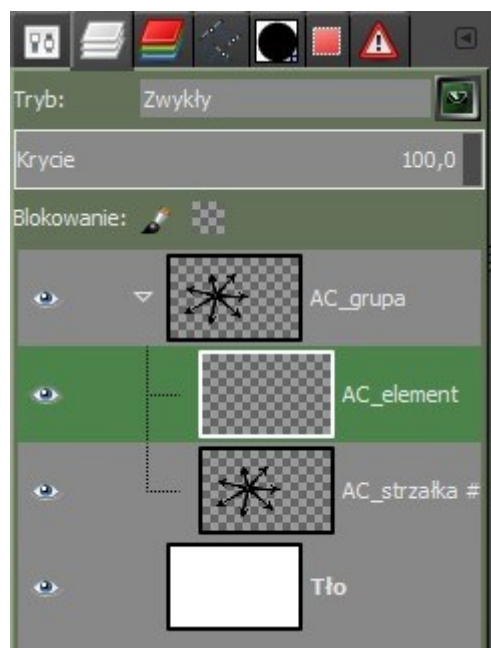 Tryb: Zwykły
Krycie 100,0
Blokowanie:
AC_grupa
AC_element
AC_strzałka #
Tło